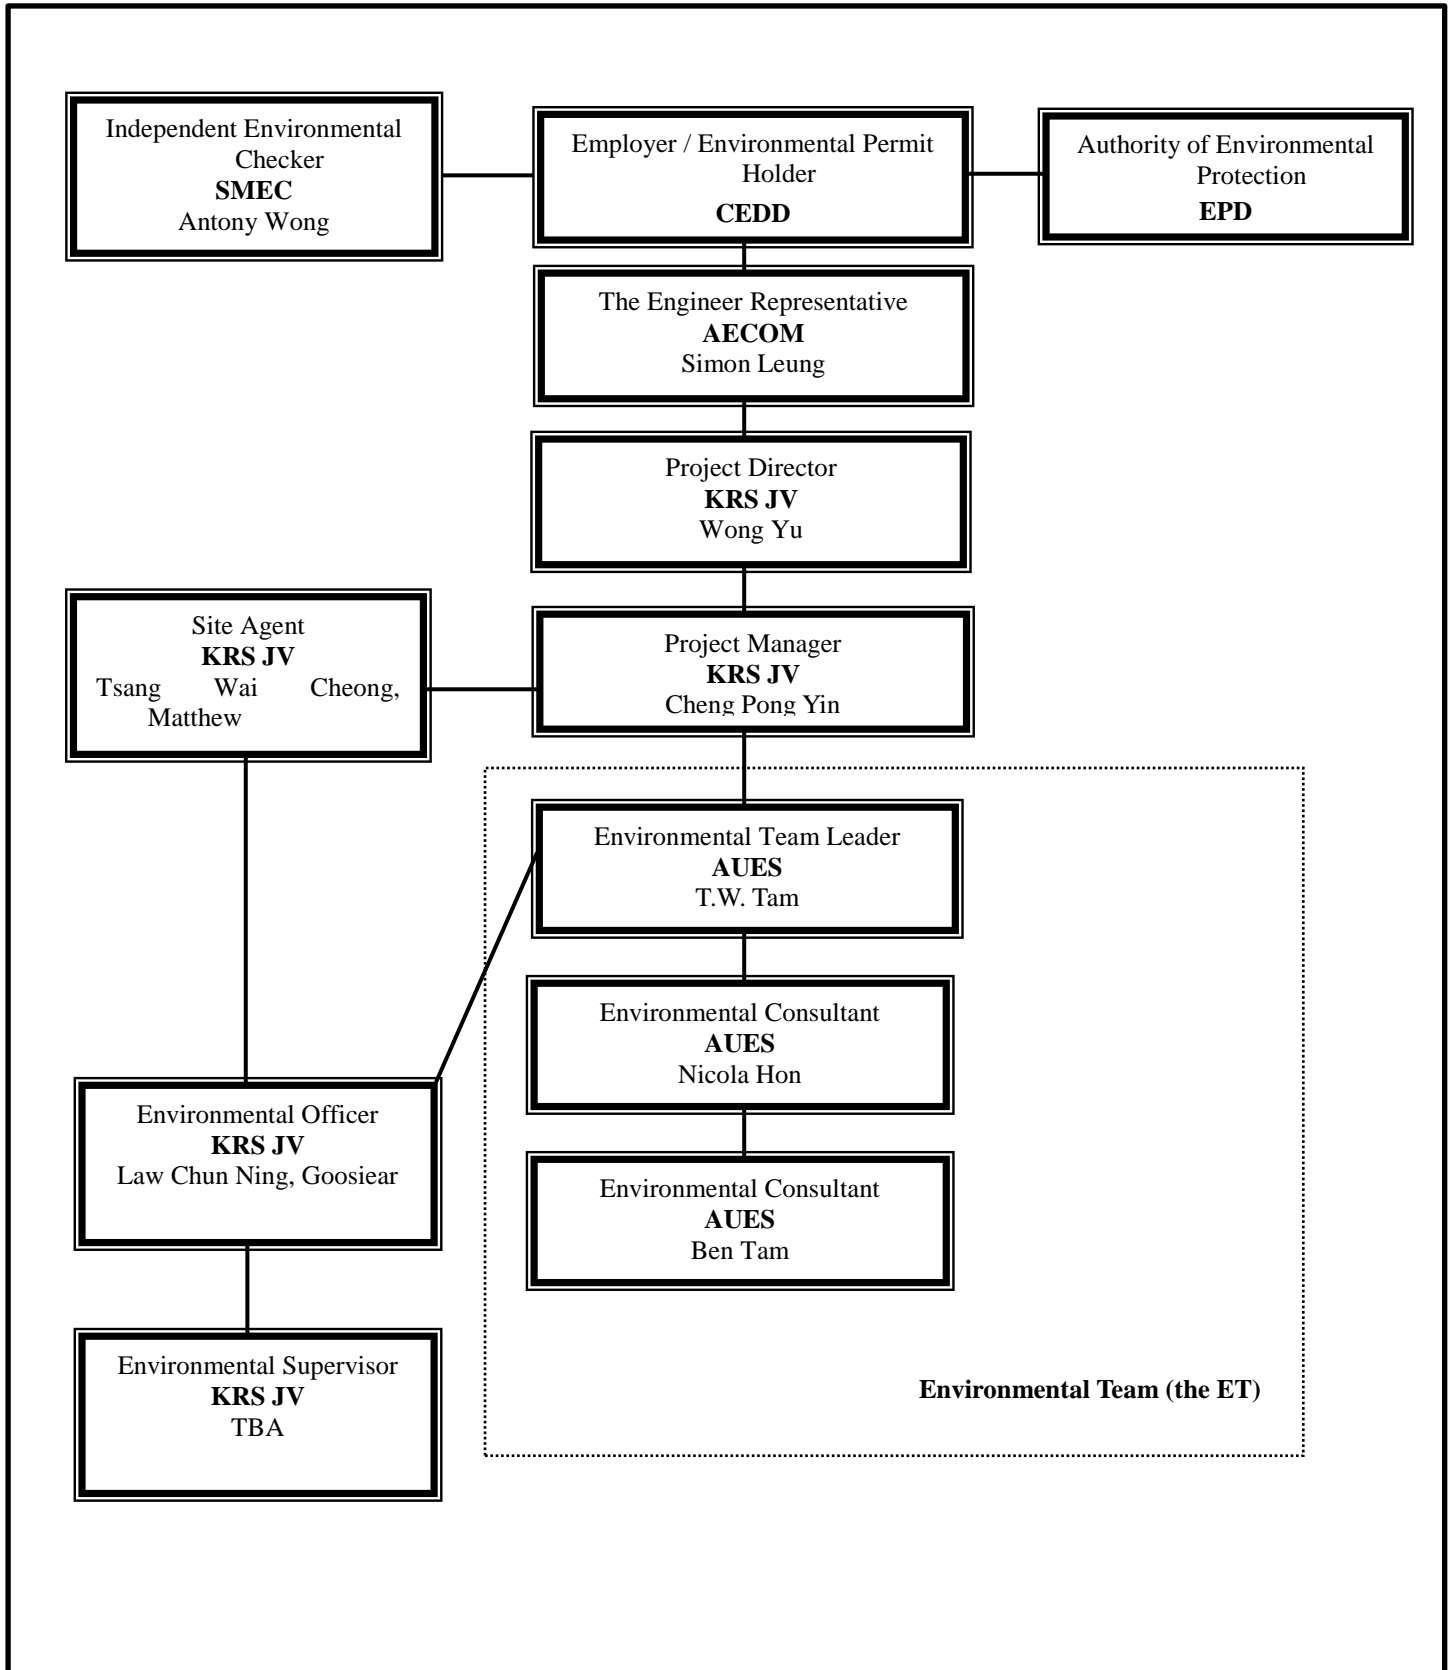 Independent Environmental
Checker
SMEC
Antony Wong
Employer / Environmental Permit
Holder
CEDD
Authority of Environmental
Protection
EPD
The Engineer Representative
AECOM
Simon Leung
Project Director
KRS JV
Wong Yu
Site Agent
KRS JV
Tsang Wai Cheong,
Matthew
Project Manager
KRS JV
Cheng Pong Yin
Environmental Team Leader
AUES
T.W. Tam
Environmental Consultant
AUES
Nicola Hon
Environmental Officer
KRS JV
Law Chun Ning, Goosiear
Environmental Consultant
AUES
Ben Tam
Environmental Supervisor
KRS JV
TBA
Environmental Team (the ET)